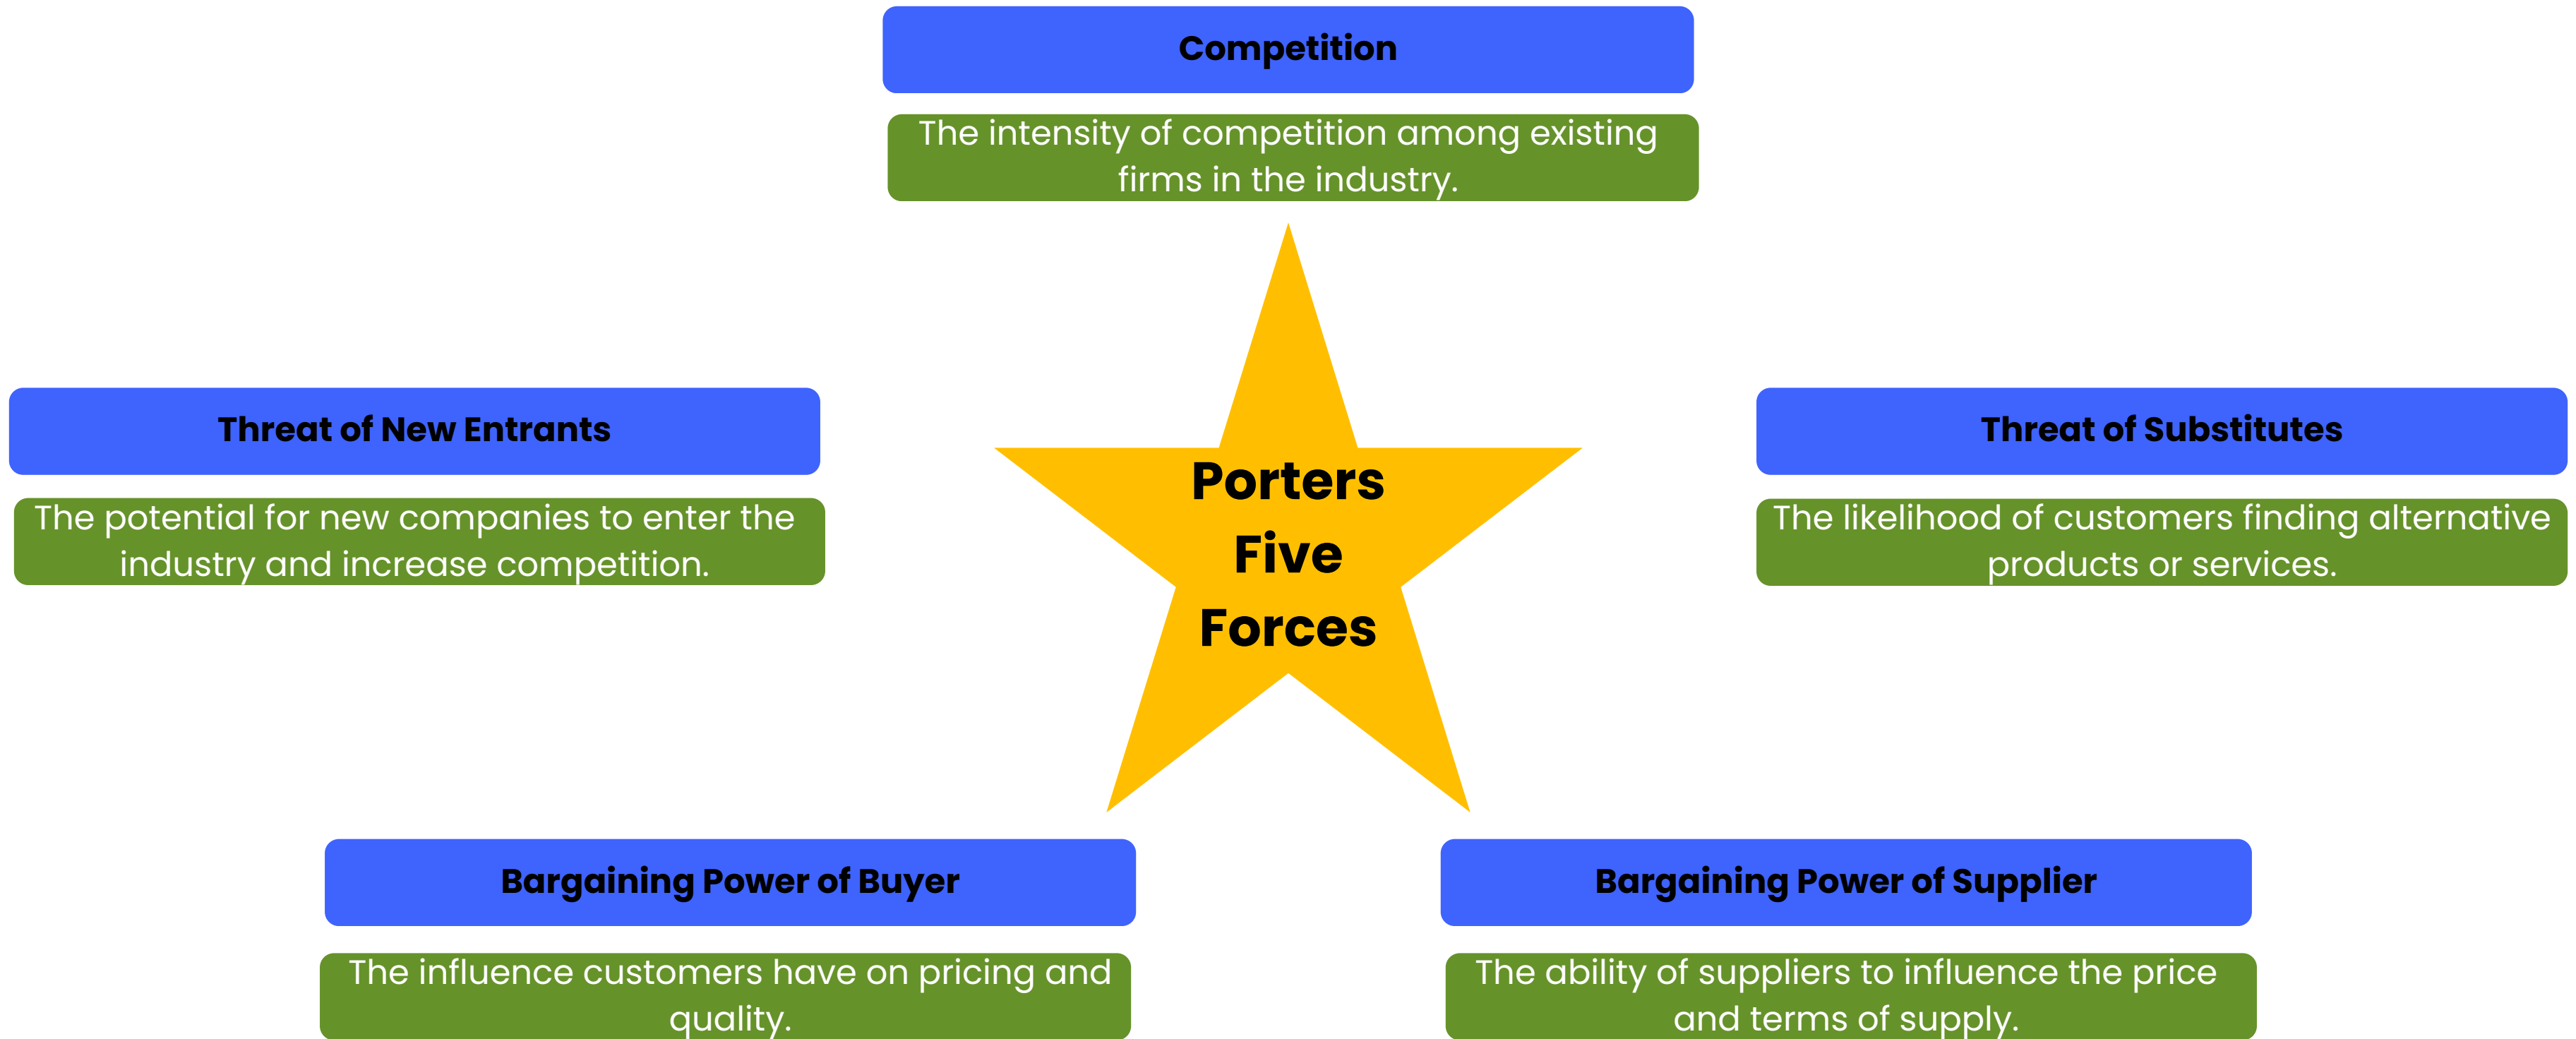 Competition
The intensity of competition among existing
firms in the industry.
Threat of New Entrants
The potential for new companies to enter the
industry and increase competition.
Porters
Five
Forces
Threat of Substitutes
The likelihood of customers finding alternative
products or services.
Bargaining Power of Buyer
The influence customers have on pricing and
quality.
Bargaining Power of Supplier
The ability of suppliers to influence the price
and terms of supply.